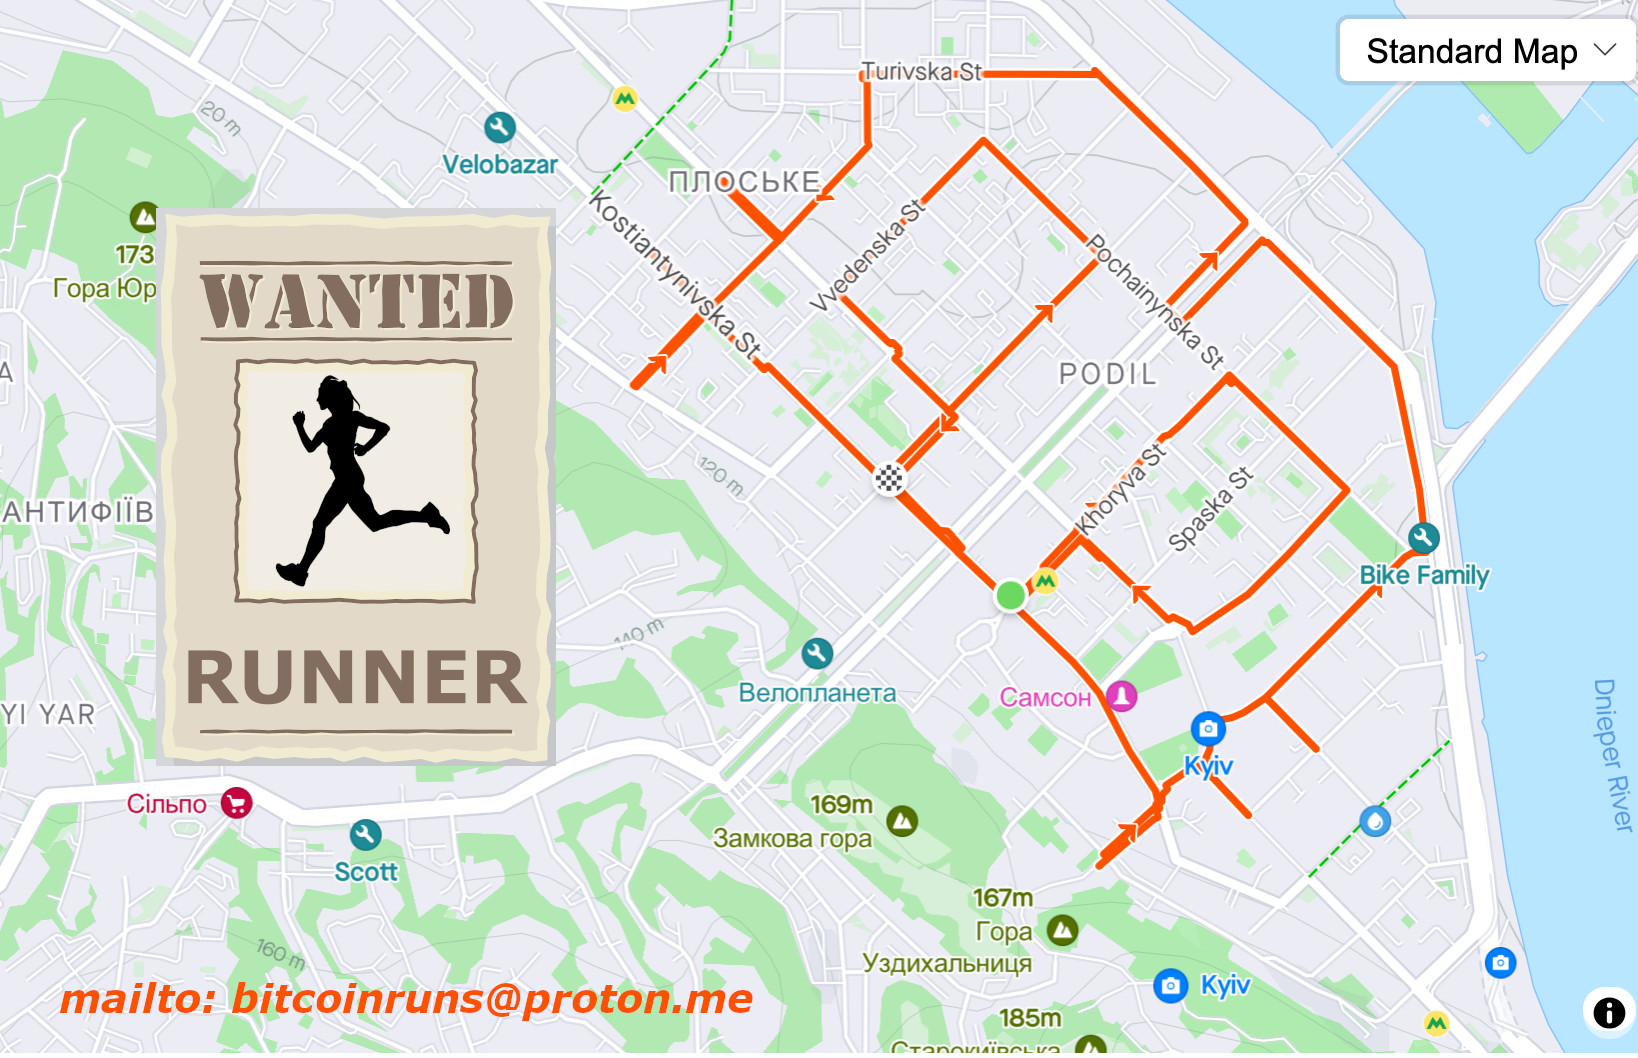 Standard Map
Turivska St
20 m
Velobazar
ПЛОСЬКЕ
Kostiantynivska St
Vvedenska St
Pochainynska St
173
Гора Юр
WANTED
PODIL
А
120 m
Khoryva St
Spaska St
АНТИФІЇВ
Bike Family
140 m
RUNNER
Велопланета
Самсон
YI YAR
Dnieper River
Kyiv
Сільпо
169m
Замкова гора
Scott
167m
Гора
Уздихальниця
160 m
Kyiv
mailto: bitcoinruns@proton.me
185m
Старокиївська